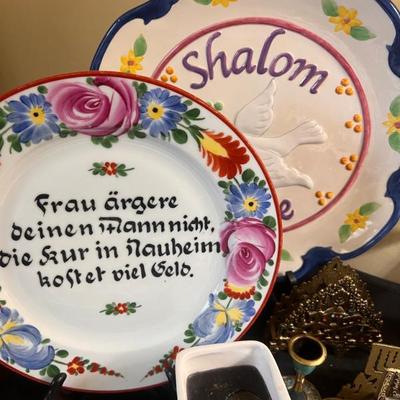 Frau ärgere
deinen Mann nicht,
die Kur in Nauheim
kostet viel Geld.
Shalom